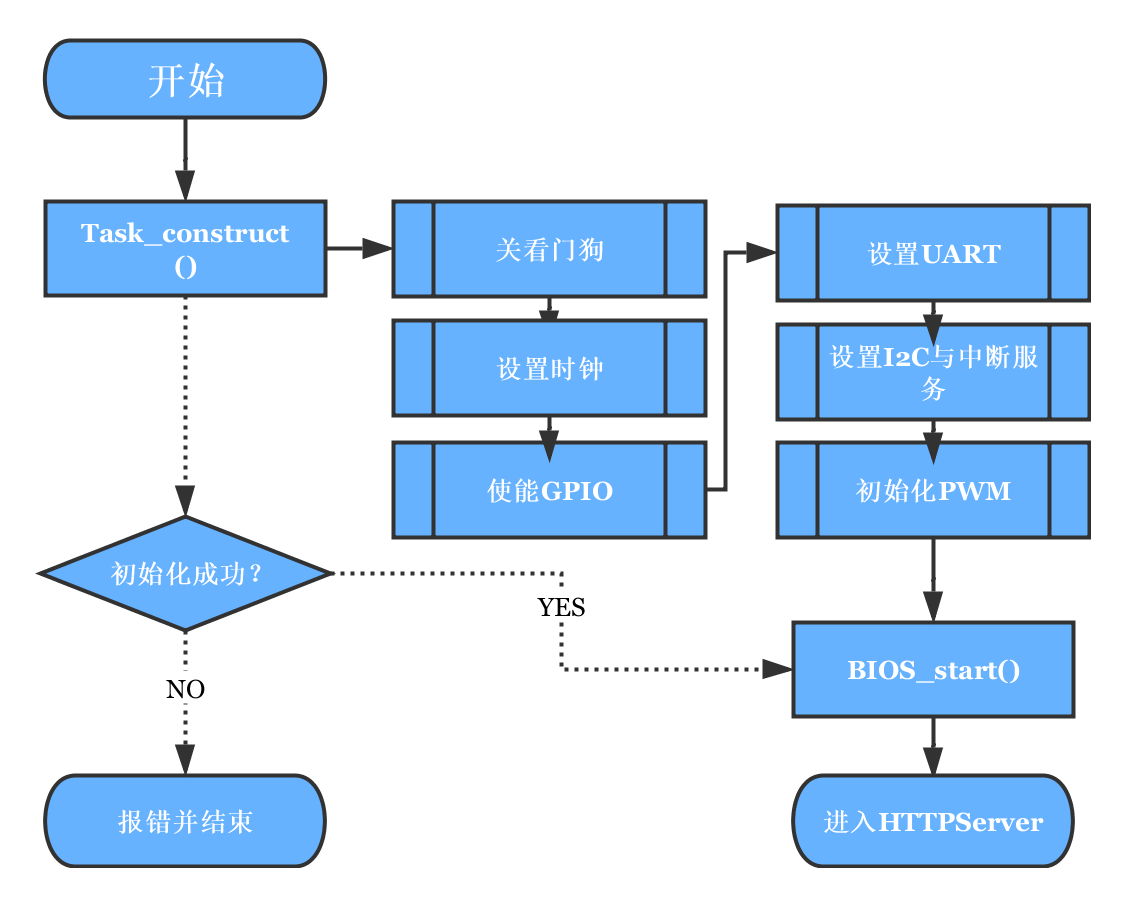 开始
Task_construct
()
关看门狗
设置时钟
使能GPIO
设置UART
设置I2C与中断服
务
初始化PWM
初始化成功？
YES
NO
BIOS_start()
报错并结束
进入HTTPServer